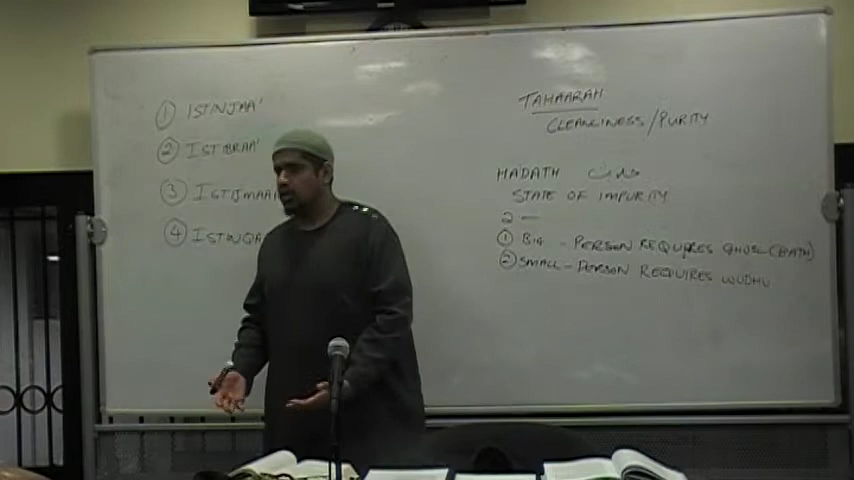 ① ISTINJAA'
② ISTIBRAA'
③ ISTIJMAA
④ ISTINQA
TAHAARAH
CLEANLINESS/PURITY
HADATH حدث
STATE OF IMPURITY
2 —
① BIG - PERSON REQUIRES GHUSL (BATH)
② SMALL - PERSON REQUIRES WUDHU